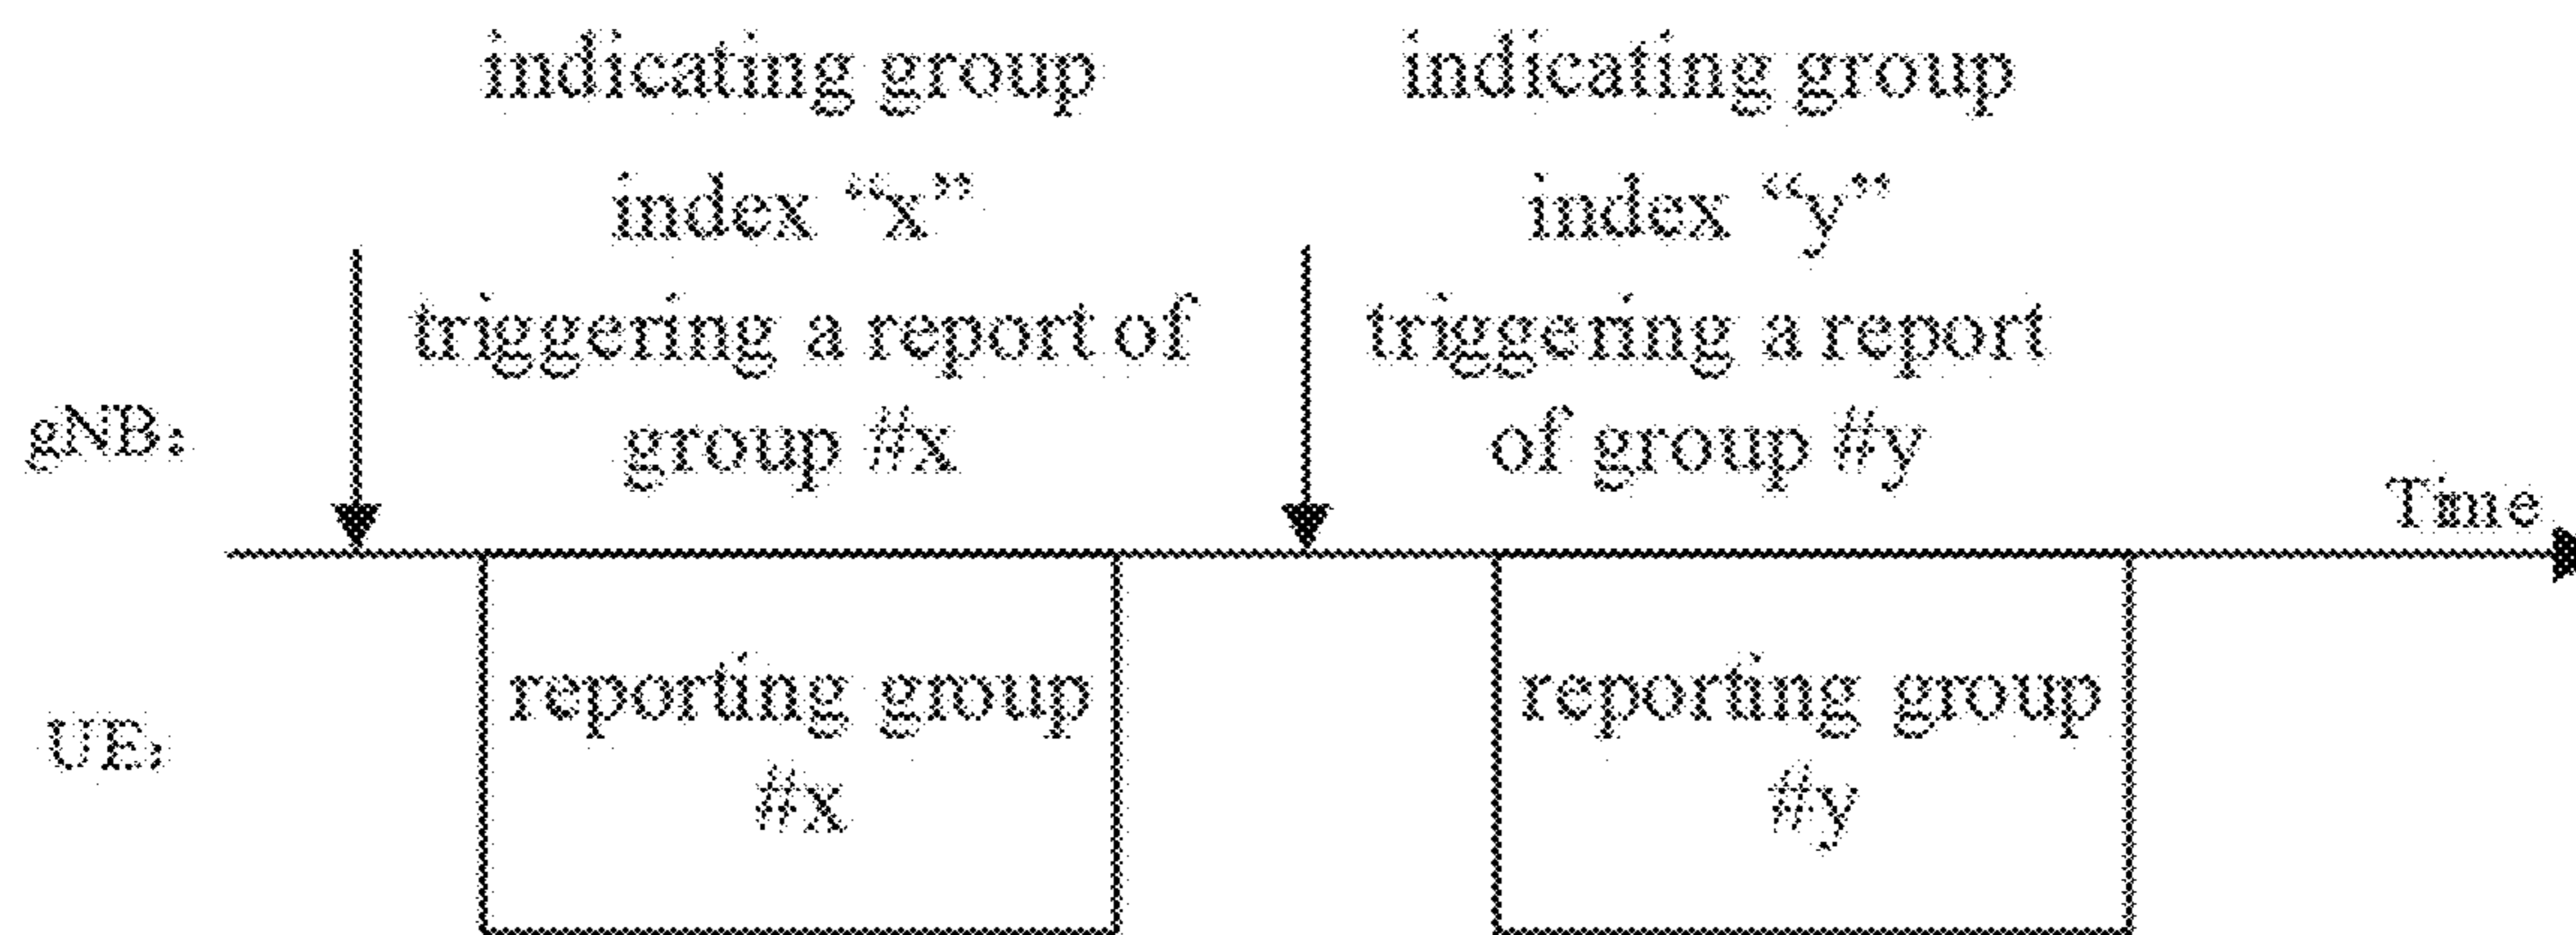 indicating group
index “x”
triggering a report of
group #x
indicating group
index “y”
triggering a report
of group #y
gNB:
Time
UE:
reporting group
#x
reporting group
#y